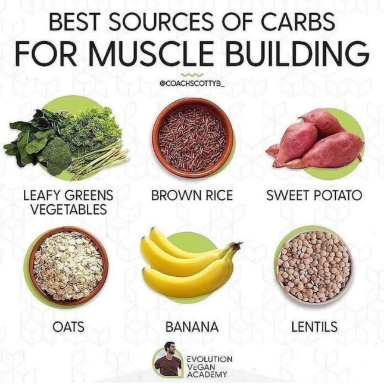 BEST SOURCES OF CARBS
FOR MUSCLE BUILDING
@COACHSCOTTYB_
LEAFY GREENS
VEGETABLES
BROWN RICE
SWEET POTATO
OATS
BANANA
LENTILS
EVOLUTION
VEGAN
ACADEMY